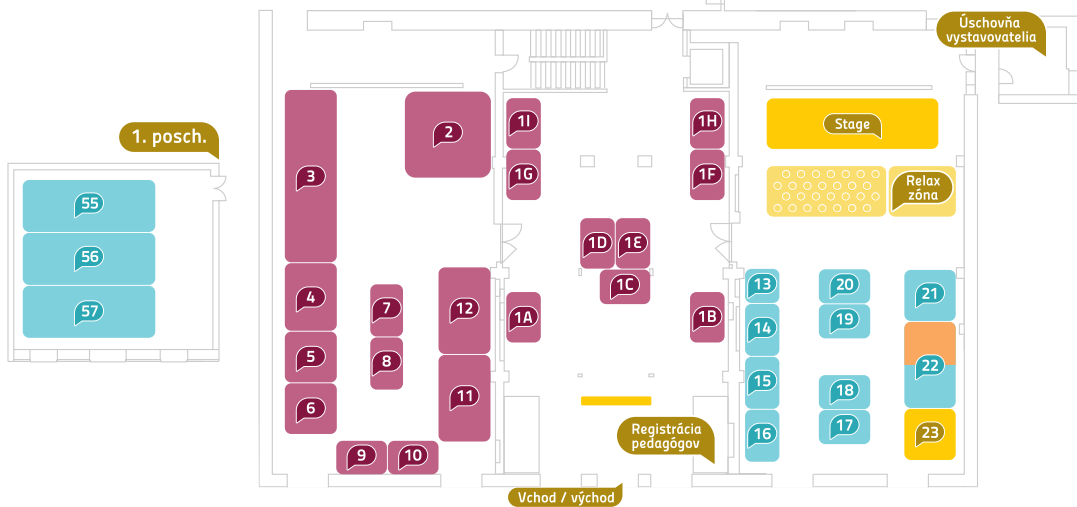 Úschovňa
vystavovatelia
1. posch.
Stage
Relax
zóna
55
56
57
3
2
4
5
6
7
8
9
10
12
11
1I
1G
1H
1F
1D
1E
1C
1A
1B
13
14
15
16
20
19
18
17
21
22
23
Registrácia
pedagógov
Vchod / východ